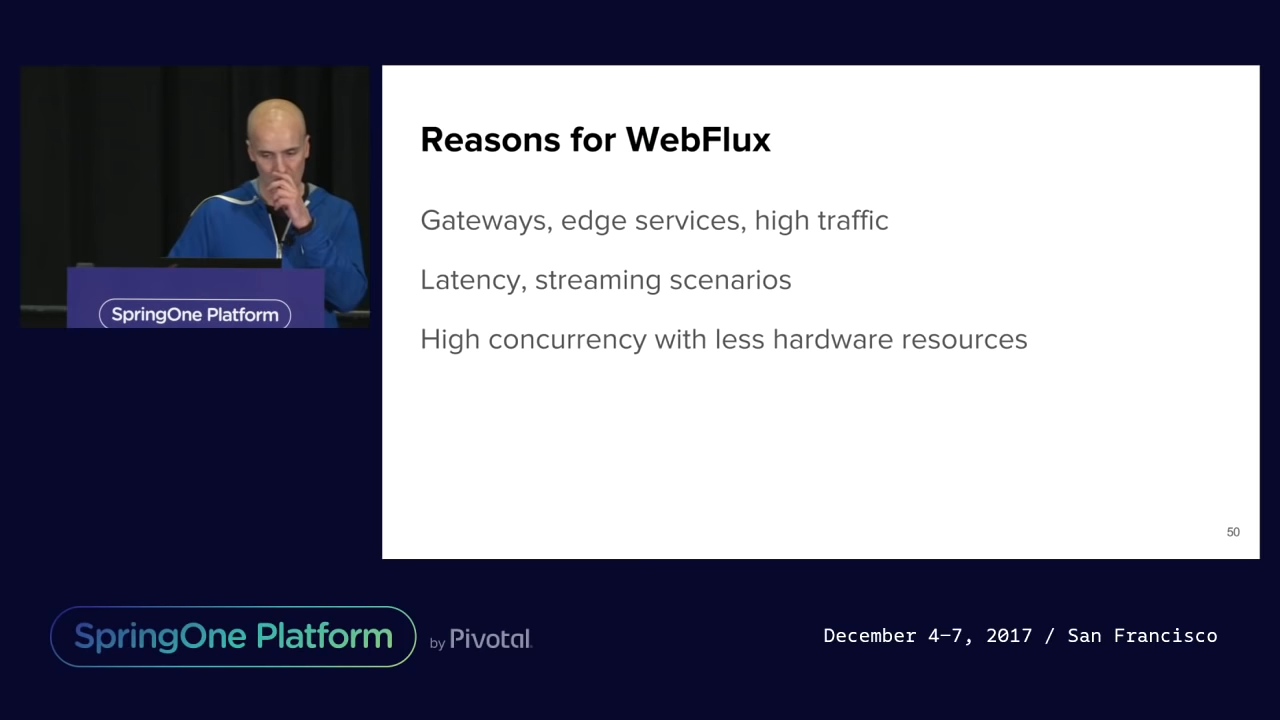 Reasons for WebFlux
Gateways, edge services, high traffic
Latency, streaming scenarios
High concurrency with less hardware resources
50
SpringOne Platform
SpringOne Platform by Pivotal.
December 4–7, 2017 / San Francisco